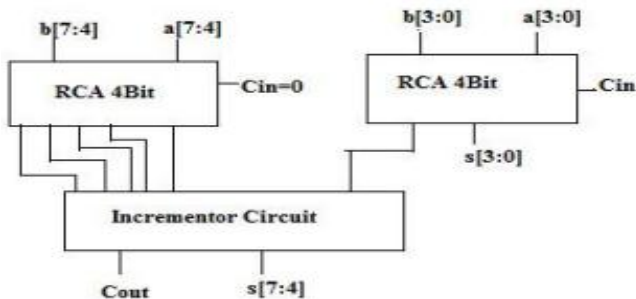 b[7:4]
a[7:4]
b[3:0]
a[3:0]
RCA 4Bit
Cin=0
RCA 4Bit
Cin
s[3:0]
Incrementor Circuit
Cout
s[7:4]